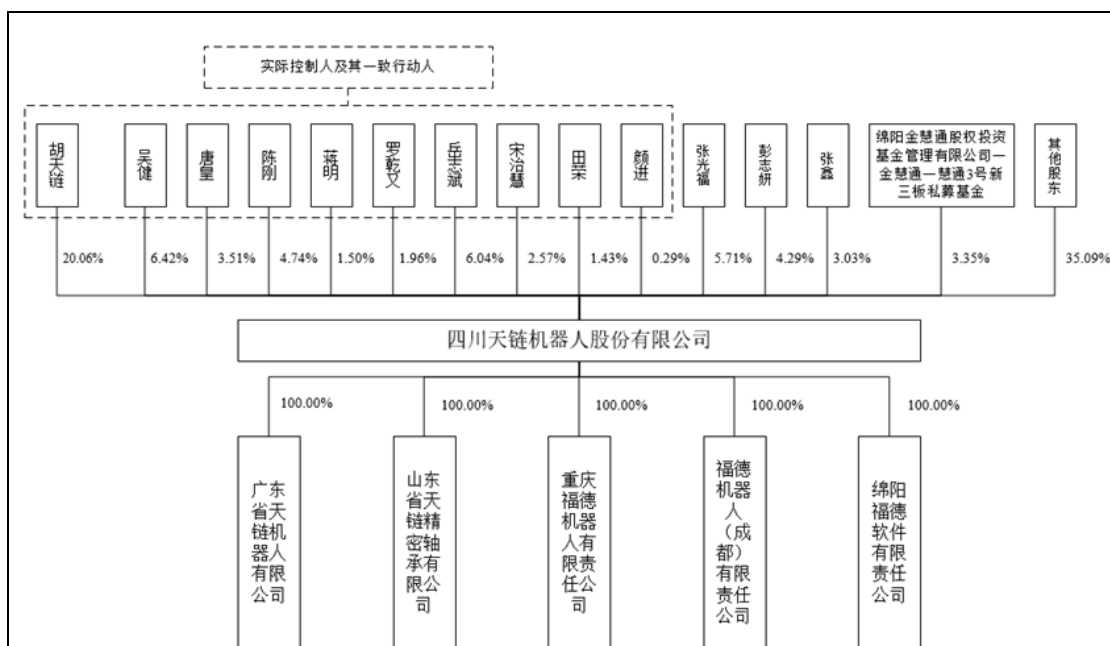 实际控制人及其一致行动人
胡天链
吴健
唐皇
陈刚
蒋明
罗乾又
岳志斌
宋治慧
田荣
颜进
张光福
彭志妍
张鑫
绵阳金慧通股权投资
基金管理有限公司—
金慧通—慧通3号新
三板私募基金
其他股东
20.06%
6.42%
3.51%
4.74%
1.50%
1.96%
6.04%
2.57%
1.43%
0.29%
5.71%
4.29%
3.03%
3.35%
35.09%
四川天链机器人股份有限公司
100.00%
100.00%
100.00%
100.00%
100.00%
广东
省天
链机
器人
有限
公司
山东
省天
链精
密轴
承有
限公
司
重庆
福德
机器
人有
限责
任公
司
福德
机器
人
（成
都）
有限
责任
公司
绵阳
福德
软件
有限
责任
公司